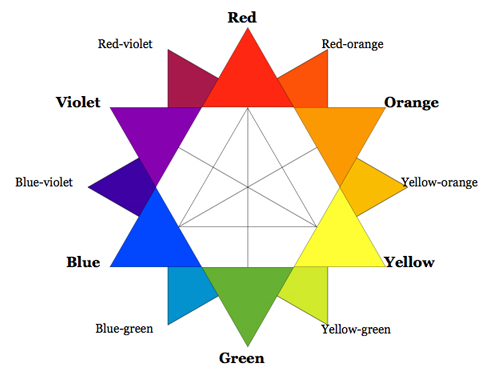 Red
Red-violet
Red-orange
Violet
Orange
Blue-violet
Yellow-orange
Blue
Yellow
Blue-green
Yellow-green
Green